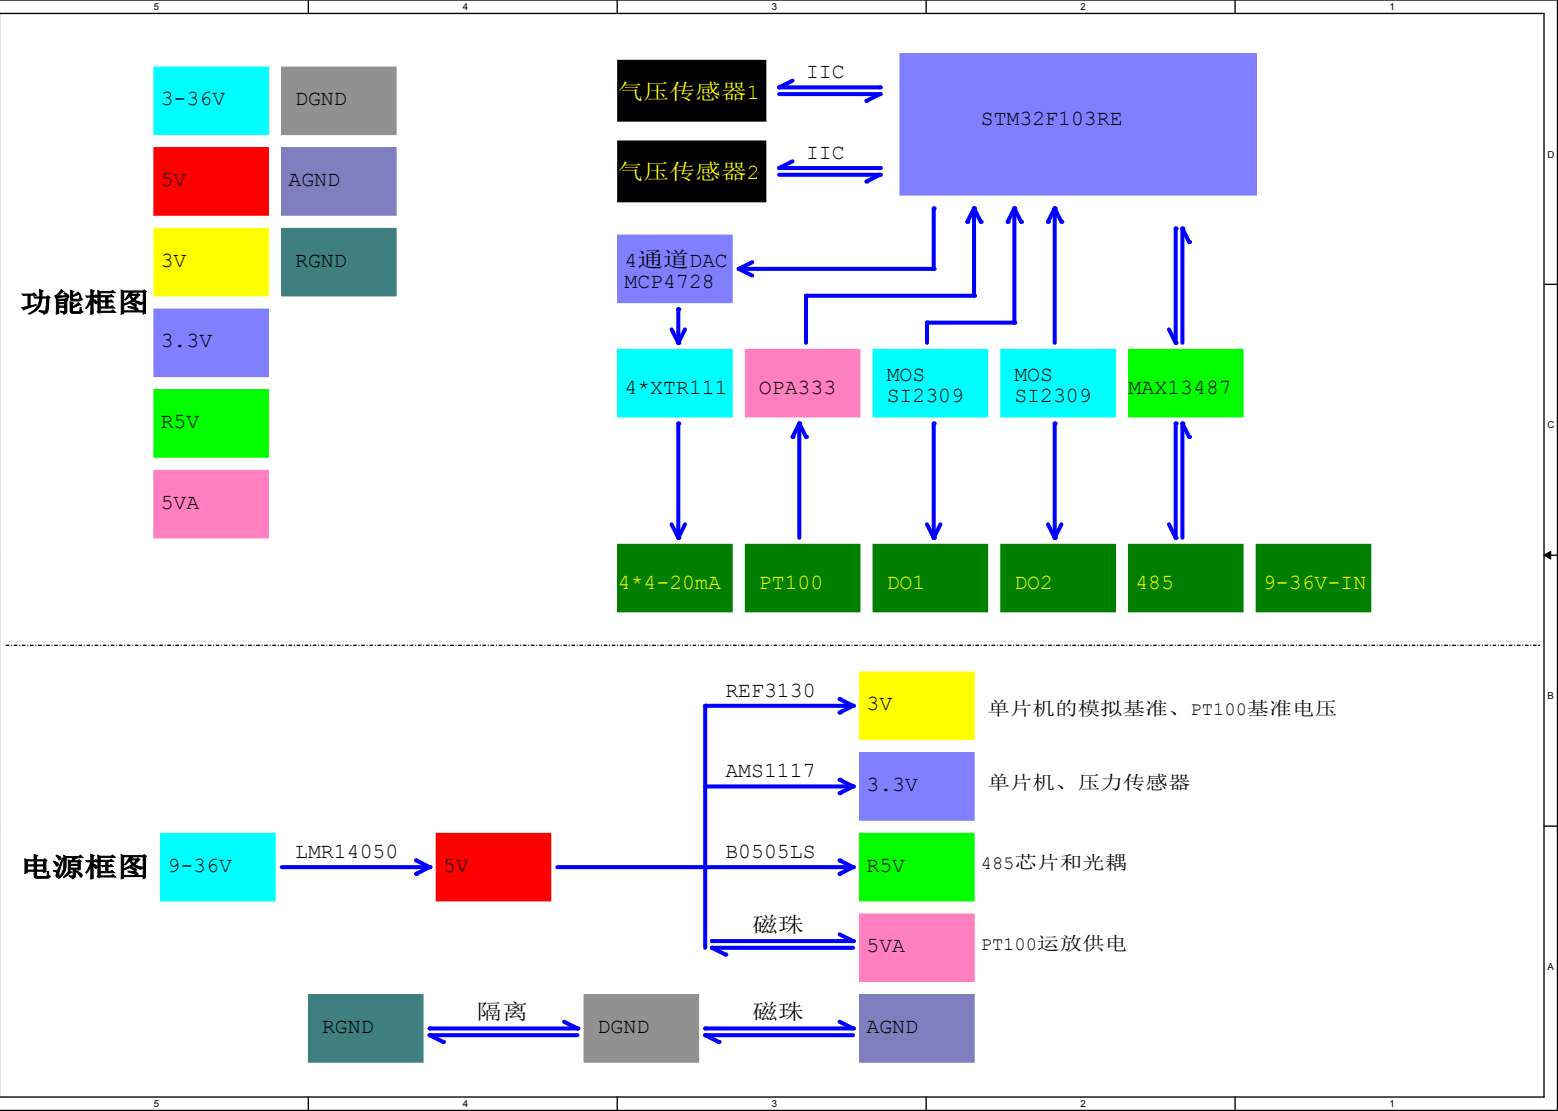 5 4 3 2 1
3-36V
DGND
5V
AGND
3V
RGND
3.3V
R5V
5VA
功能框图
气压传感器1
IIC
STM32F103RE
气压传感器2
IIC
4通道DAC
MCP4728
4*XTR111
OPA333
MOS
SI2309
MOS
SI2309
MAX13487
4*4-20mA
PT100
DO1
DO2
485
9-36V-IN
D
C
B
A
REF3130
3V
单片机的模拟基准、PT100基准电压
AMS1117
3.3V
单片机、压力传感器
电源框图
9-36V
LMR14050
5V
B0505LS
R5V
485芯片和光耦
磁珠
5VA
PT100运放供电
RGND
隔离
DGND
磁珠
AGND
5 4 3 2 1